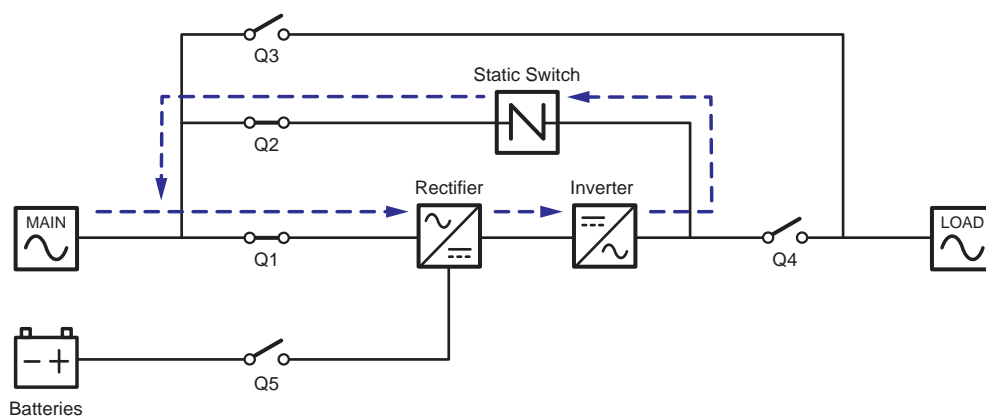 Q3
Static Switch
Q2
Rectifier
Inverter
MAIN
LOAD
Q1
Q4
Q5
Batteries